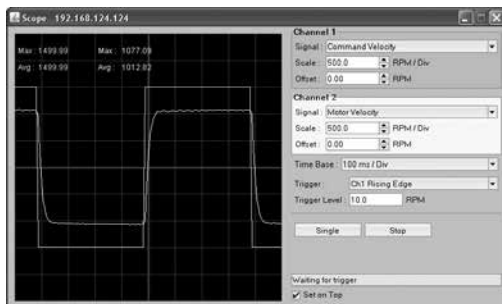 Scope 192.168.124.124
Max : 1499.99 Max : 1077.09
Avg : 1499.99 Avg : 1012.82
Channel 1
Signal : Command Velocity
Scale : 500.0 RPM / Div
Offset : 0.00 RPM
Channel 2
Signal : Motor Velocity
Scale : 500.0 RPM / Div
Offset : 0.00 RPM
Time Base : 100 ms / Div
Trigger : Ch1 Rising Edge
Trigger Level : 10.0 RPM
Single Stop
Waiting for trigger
Set on Top